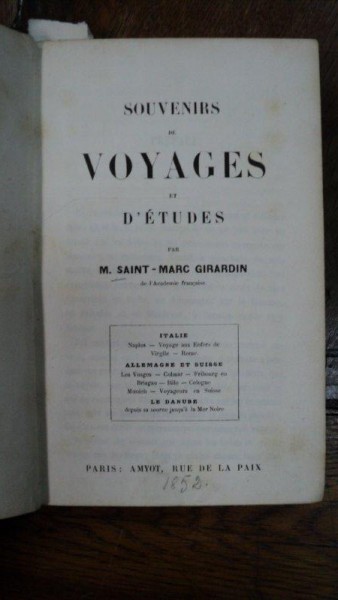 SOUVENIRS
DE
VOYAGES
ET
D'ÉTUDES
PAR
M. SAINT-MARC GIRARDIN
de l'Académie française
ITALIE
Naples — Voyage aux Enfers de
Virgile — Rome
ALLEMAGNE ET SUISSE
Les Vosges — Colmar — Fribourg en
Brisgau — Bâle — Cologne
Munich — Voyageurs en Suisse
LE DANUBE
depuis sa source jusqu'à la Mer Noire
PARIS: AMYOT, RUE DE LA PAIX
1852.